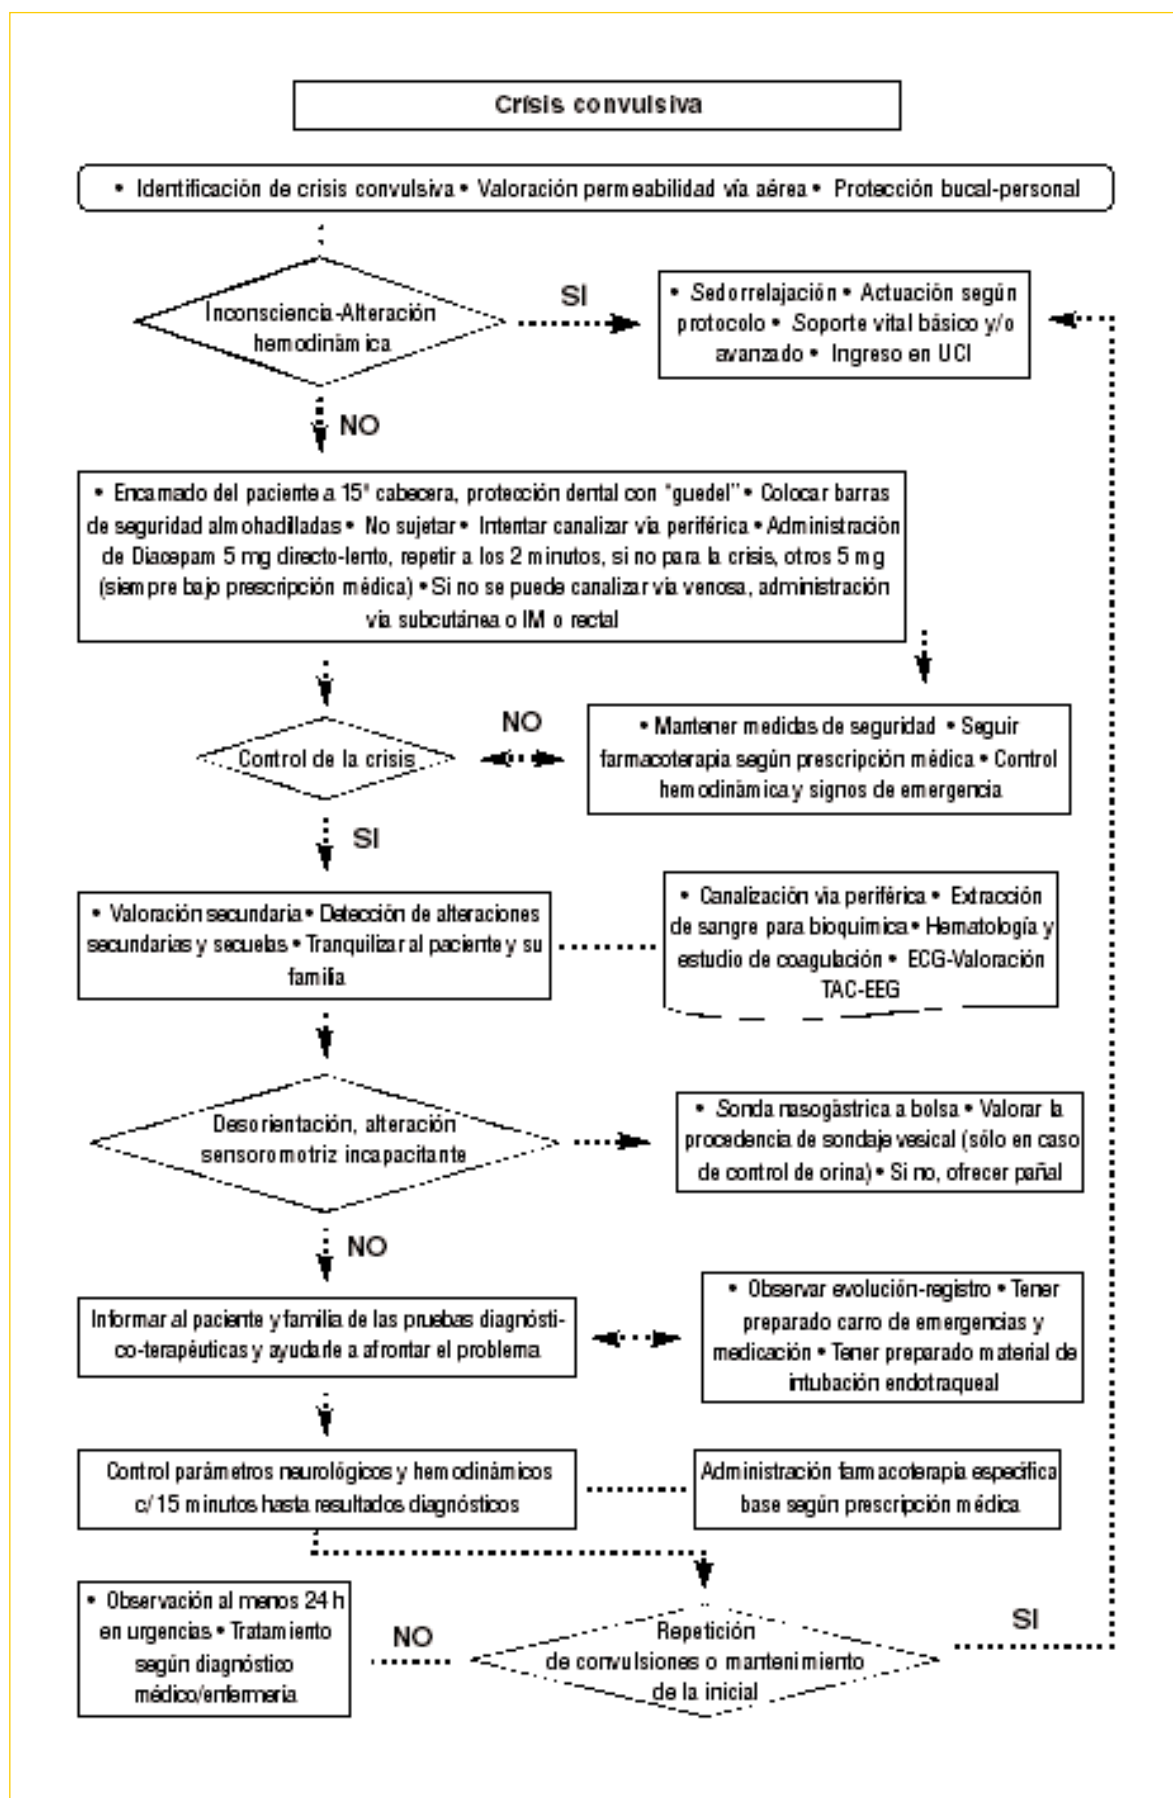 Crísis convulsiva
• Identificación de crisis convulsiva • Valoración permeabilidad vía aérea • Protección bucal-personal
Inconsciencia-Alteración
hemodinámica
SI
• Sedorrelajación • Actuación según
protocolo • Soporte vital básico y/o
avanzado • Ingreso en UCI
NO
• Encamado del paciente a 15° cabecera, protección dental con "guedel" • Colocar barras
de seguridad almohadilladas • No sujetar • Intentar canalizar vía periférica • Administración
de Diacepam 5 mg directo-lento, repetir a los 2 minutos, si no para la crisis, otros 5 mg
(siempre bajo prescripción médica) • Si no se puede canalizar vía venosa, administración
vía subcutánea o IM o rectal
Control de la crisis
NO
• Mantener medidas de seguridad • Seguir
farmacoterapia según prescripción médica • Control
hemodinámica y signos de emergencia
SI
• Valoración secundaria • Detección de alteraciones
secundarias y secuelas • Tranquilizar al paciente y su
familia
• Canalización vía periférica • Extracción
de sangre para bioquímica • Hematología y
estudio de coagulación • ECG-Valoración
TAC-EEG
Desorientación, alteración
sensoromotriz incapacitante
• Sonda nasogástrica a bolsa • Valorar la
procedencia de sondaje vesical (sólo en caso
de control de orina) • Si no, ofrecer pañal
NO
Informar al paciente y familia de las pruebas diagnósti-
co-terapéuticas y ayudarle a afrontar el problema
• Observar evolución-registro • Tener
preparado carro de emergencias y
medicación • Tener preparado material de
intubación endotraqueal
Control parámetros neurológicos y hemodinámicos
c/ 15 minutos hasta resultados diagnósticos
Administración farmacoterapia específica
base según prescripción médica
• Observación al menos 24 h
en urgencias • Tratamiento
según diagnóstico
médico/enfermería
NO
Repetición
de convulsiones o mantenimiento
de la inicial
SI